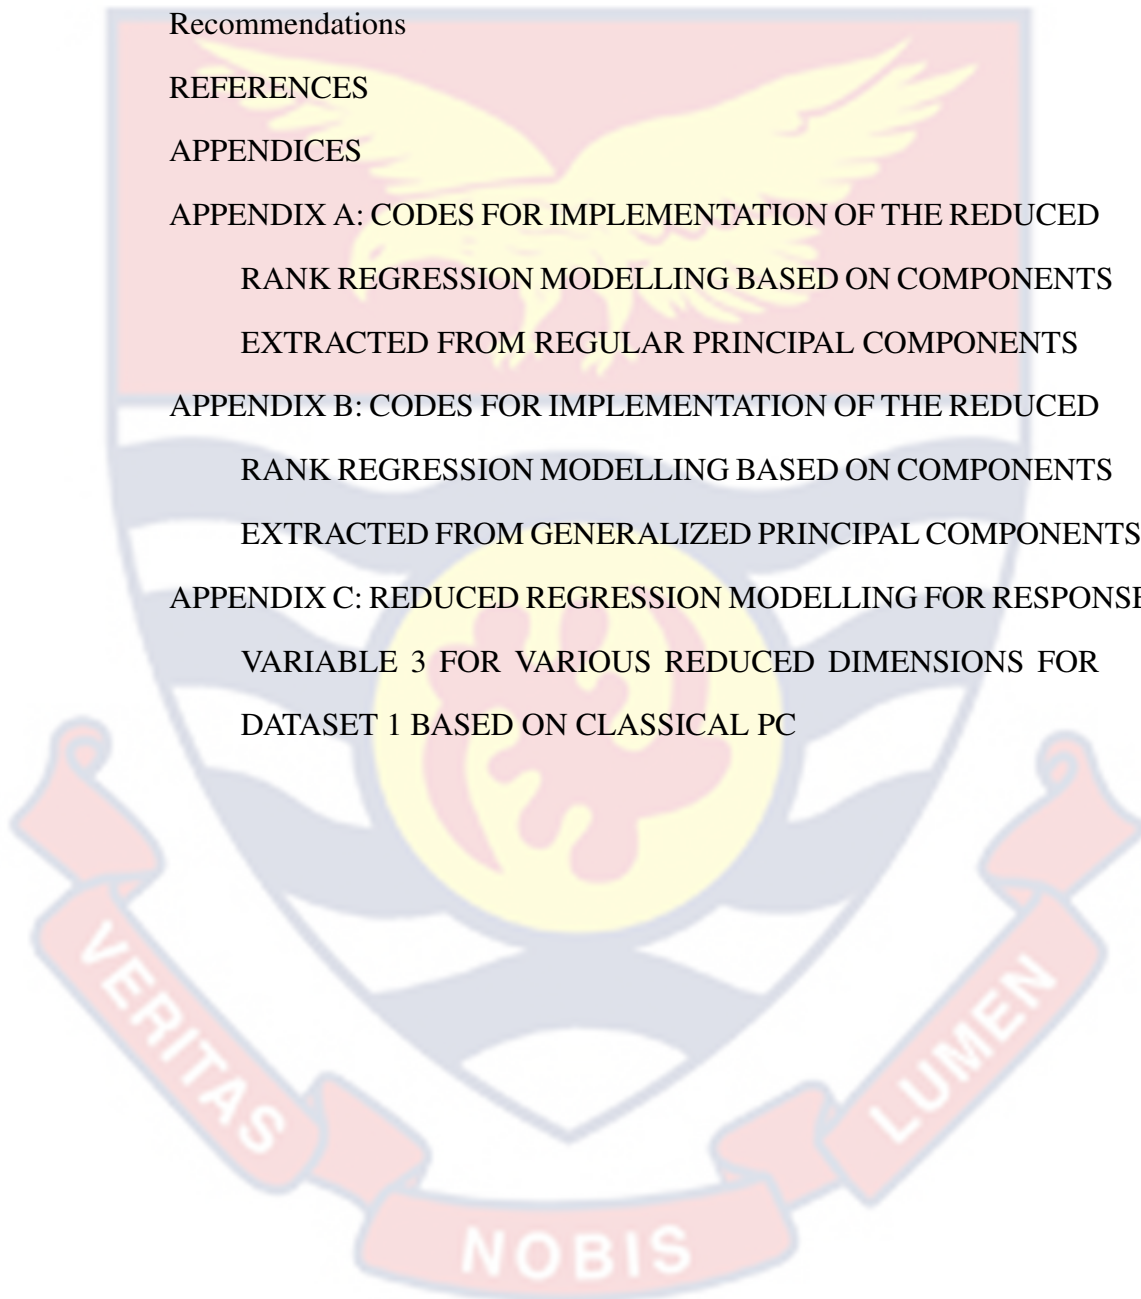 Recommendations
REFERENCES
APPENDICES
APPENDIX A: CODES FOR IMPLEMENTATION OF THE REDUCED
RANK REGRESSION MODELLING BASED ON COMPONENTS
EXTRACTED FROM REGULAR PRINCIPAL COMPONENTS
APPENDIX B: CODES FOR IMPLEMENTATION OF THE REDUCED
RANK REGRESSION MODELLING BASED ON COMPONENTS
EXTRACTED FROM GENERALIZED PRINCIPAL COMPONENTS
APPENDIX C: REDUCED REGRESSION MODELLING FOR RESPONSE
VARIABLE 3 FOR VARIOUS REDUCED DIMENSIONS FOR
DATASET 1 BASED ON CLASSICAL PC
VERITAS
NOBIS
LUMEN